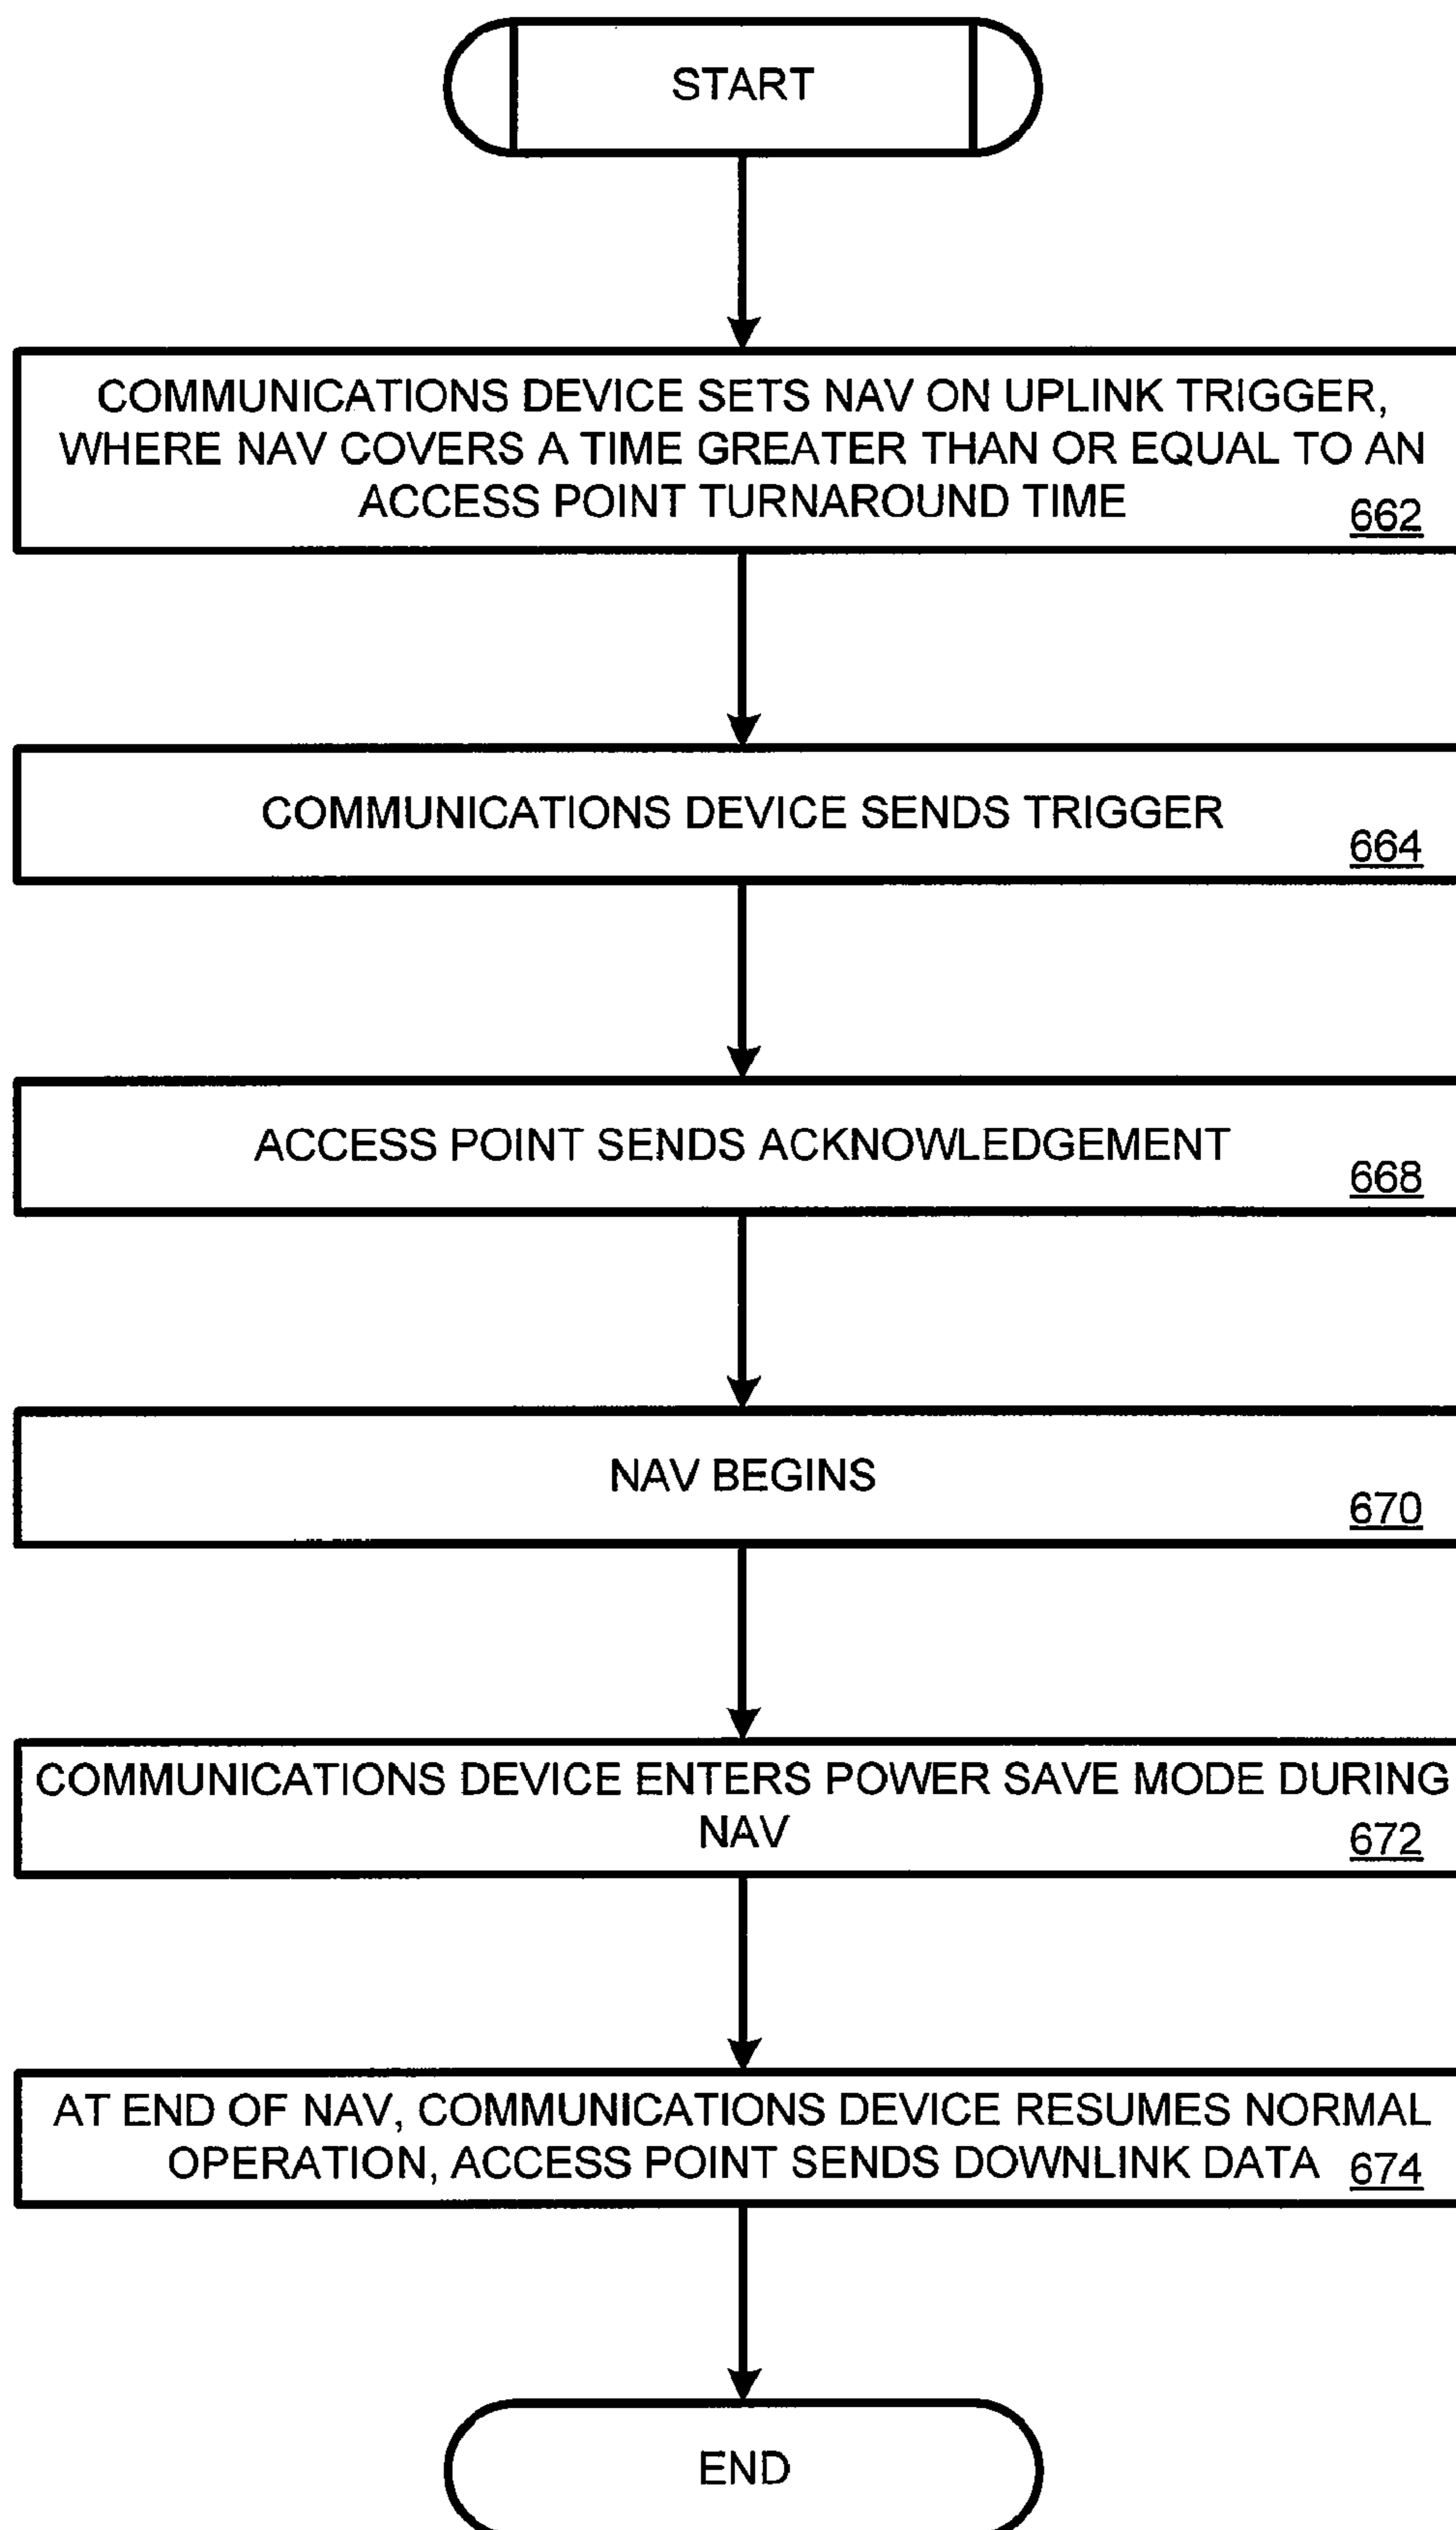 START
COMMUNICATIONS DEVICE SETS NAV ON UPLINK TRIGGER,
WHERE NAV COVERS A TIME GREATER THAN OR EQUAL TO AN
ACCESS POINT TURNAROUND TIME
662
COMMUNICATIONS DEVICE SENDS TRIGGER
664
ACCESS POINT SENDS ACKNOWLEDGEMENT
668
NAV BEGINS
670
COMMUNICATIONS DEVICE ENTERS POWER SAVE MODE DURING
NAV
672
AT END OF NAV, COMMUNICATIONS DEVICE RESUMES NORMAL
OPERATION, ACCESS POINT SENDS DOWNLINK DATA 674
END